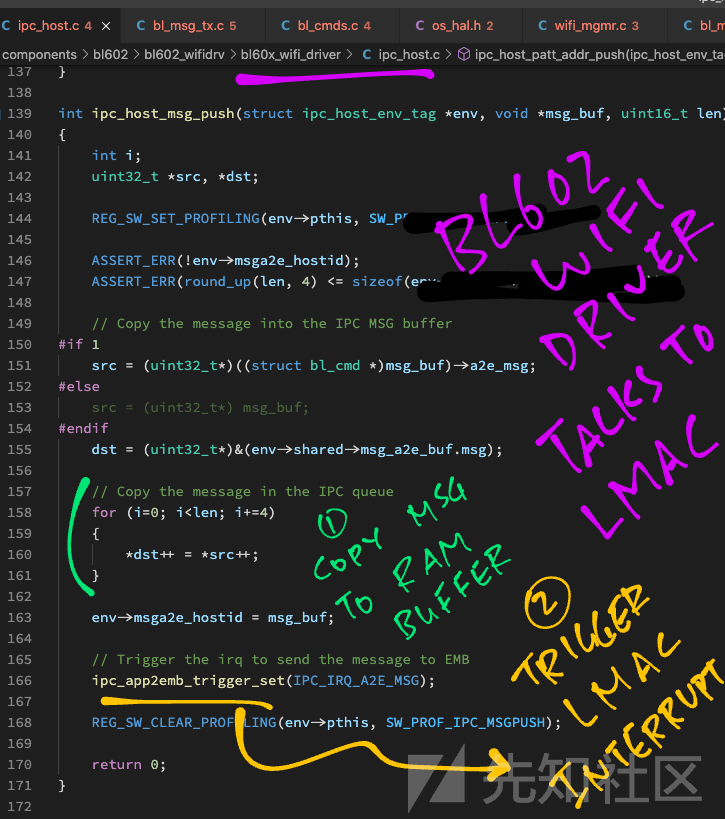 ipc_host.c 4 ×
bl_msg_tx.c 5
bl_cmds.c 4
os_hal.h 2
wifi_mgmr.c 3
bl_m
components > bl602 > bl602_wifidrv > bl60x_wifi_driver > ipc_host.c > ipc_host_patt_addr_push(ipc_host_env_ta
137 }
138
139 int ipc_host_msg_push(struct ipc_host_env_tag *env, void *msg_buf, uint16_t len)
140 {
141 int i;
142 uint32_t *src, *dst;
143
144 REG_SW_SET_PROFILING(env->pthis, SW_PR
145
146 ASSERT_ERR(!env->msga2e_hostid);
147 ASSERT_ERR(round_up(len, 4) <= sizeof(env-
148
149 // Copy the message into the IPC MSG buffer
150 #if 1
151 src = (uint32_t*)((struct bl_cmd *)msg_buf)->a2e_msg;
152 #else
153 src = (uint32_t*) msg_buf;
154 #endif
155 dst = (uint32_t*)&(env->shared->msg_a2e_buf.msg);
156
157 // Copy the message in the IPC queue
158 for (i=0; i<len; i+=4)
159 {
160 *dst++ = *src++;
161 }
162
163 env->msga2e_hostid = msg_buf;
164
165 // Trigger the irq to send the message to EMB
166 ipc_app2emb_trigger_set(IPC_IRQ_A2E_MSG);
167
168 REG_SW_CLEAR_PROFILING(env->pthis, SW_PROF_IPC_MSGPUSH);
169
170 return 0;
171 }
172
BL602
WIFI
DRIVER
TALKS TO
LMAC
①
COPY MSG
TO RAM
BUFFER
②
TRIGGER
LMAC
INTERRUPT
先知社区